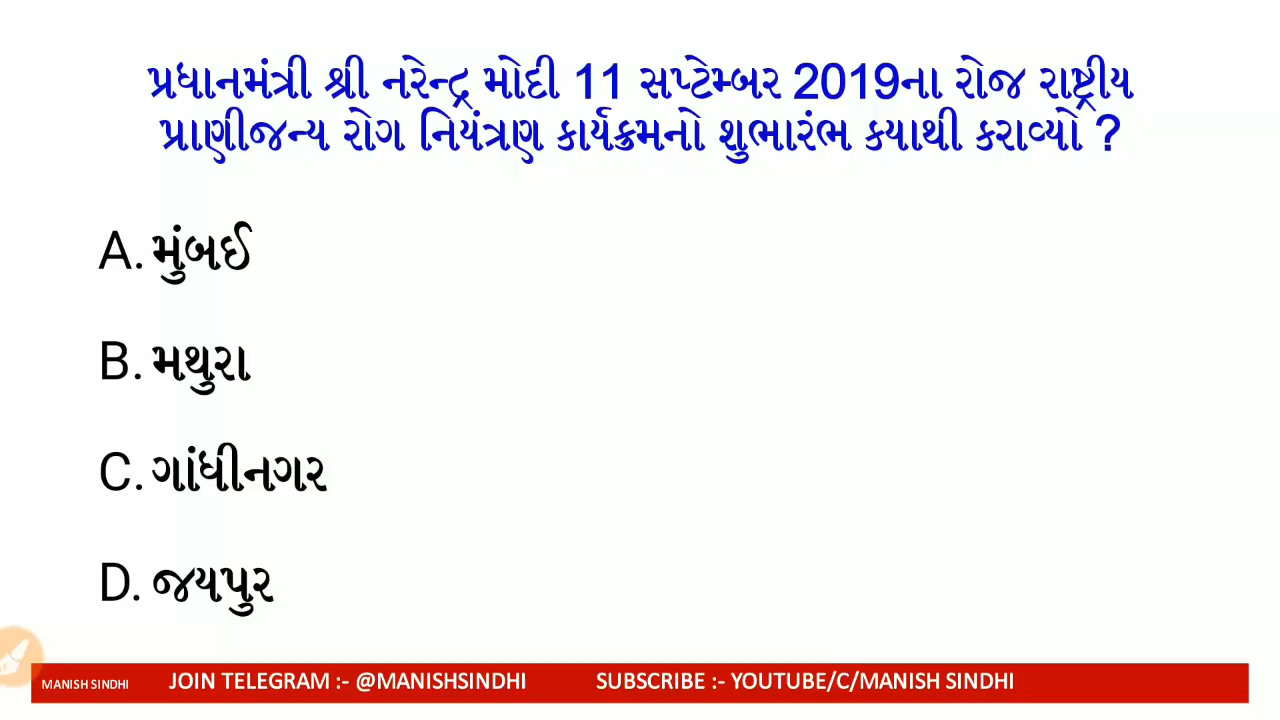 પ્રધાનમંત્રી શ્રી નરેન્દ્ર મોદી 11 સપ્ટેમ્બર 2019ના રોજ રાષ્ટ્રીય
પ્રાણીજન્ય રોગ નિયંત્રણ કાર્યક્રમનો શુભારંભ કયાથી કરાવ્યો ?
A. મુંબઈ
B. મથુરા
C. ગાંધીનગર
D. જયપુર
MANISH SINDHI JOIN TELEGRAM :- @MANISHSINDHI SUBSCRIBE :- YOUTUBE/C/MANISH SINDHI